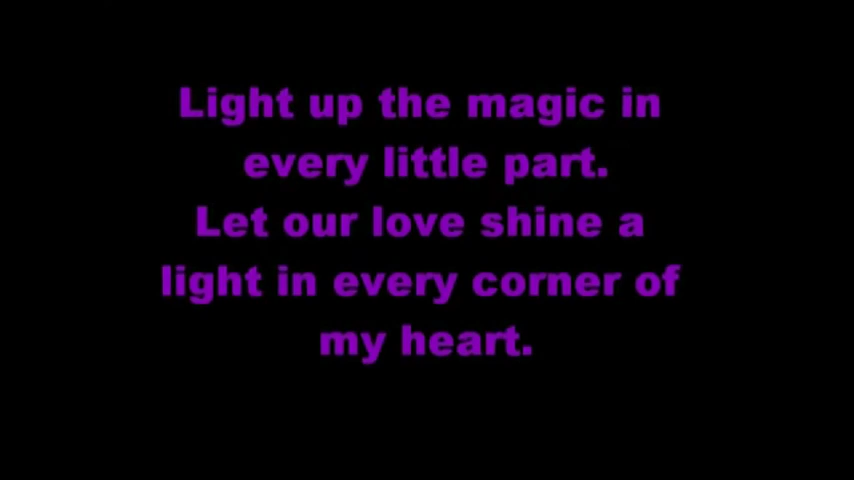 Light up the magic in
every little part.
Let our love shine a
light in every corner of
my heart.